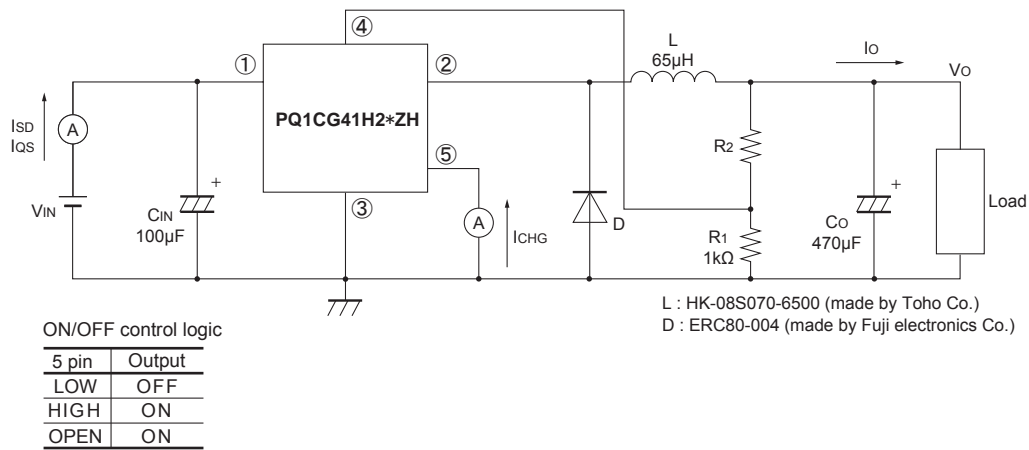 ④
L
65µH
IO
VO
①
②
ISD
IQS
A
PQ1CG41H2*ZH
⑤
R2
VIN
+
CIN
100µF
③
A
ICHG
D
R1
1kΩ
+
CO
470µF
Load
L : HK-08S070-6500 (made by Toho Co.)
D : ERC80-004 (made by Fuji electronics Co.)
ON/OFF control logic
5 pin Output
LOW OFF
HIGH ON
OPEN ON